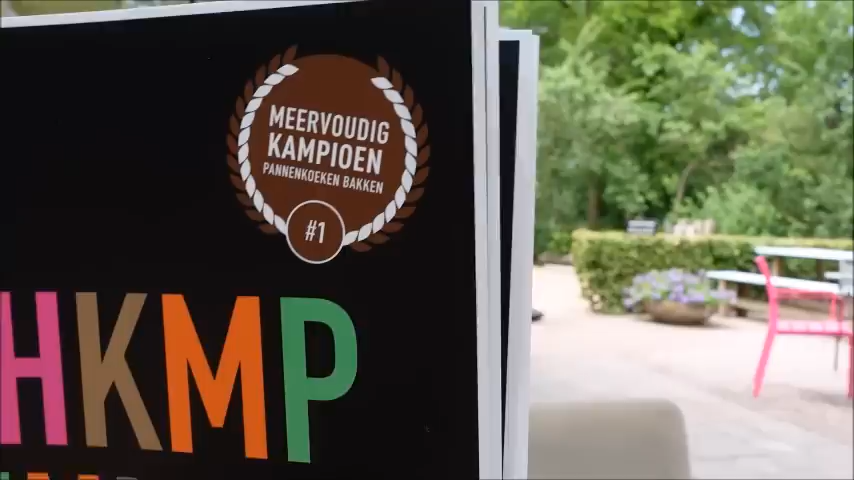 MEERVOUDIG
KAMPIOEN
PANNENKOEKEN BAKKEN
#1
HKMP